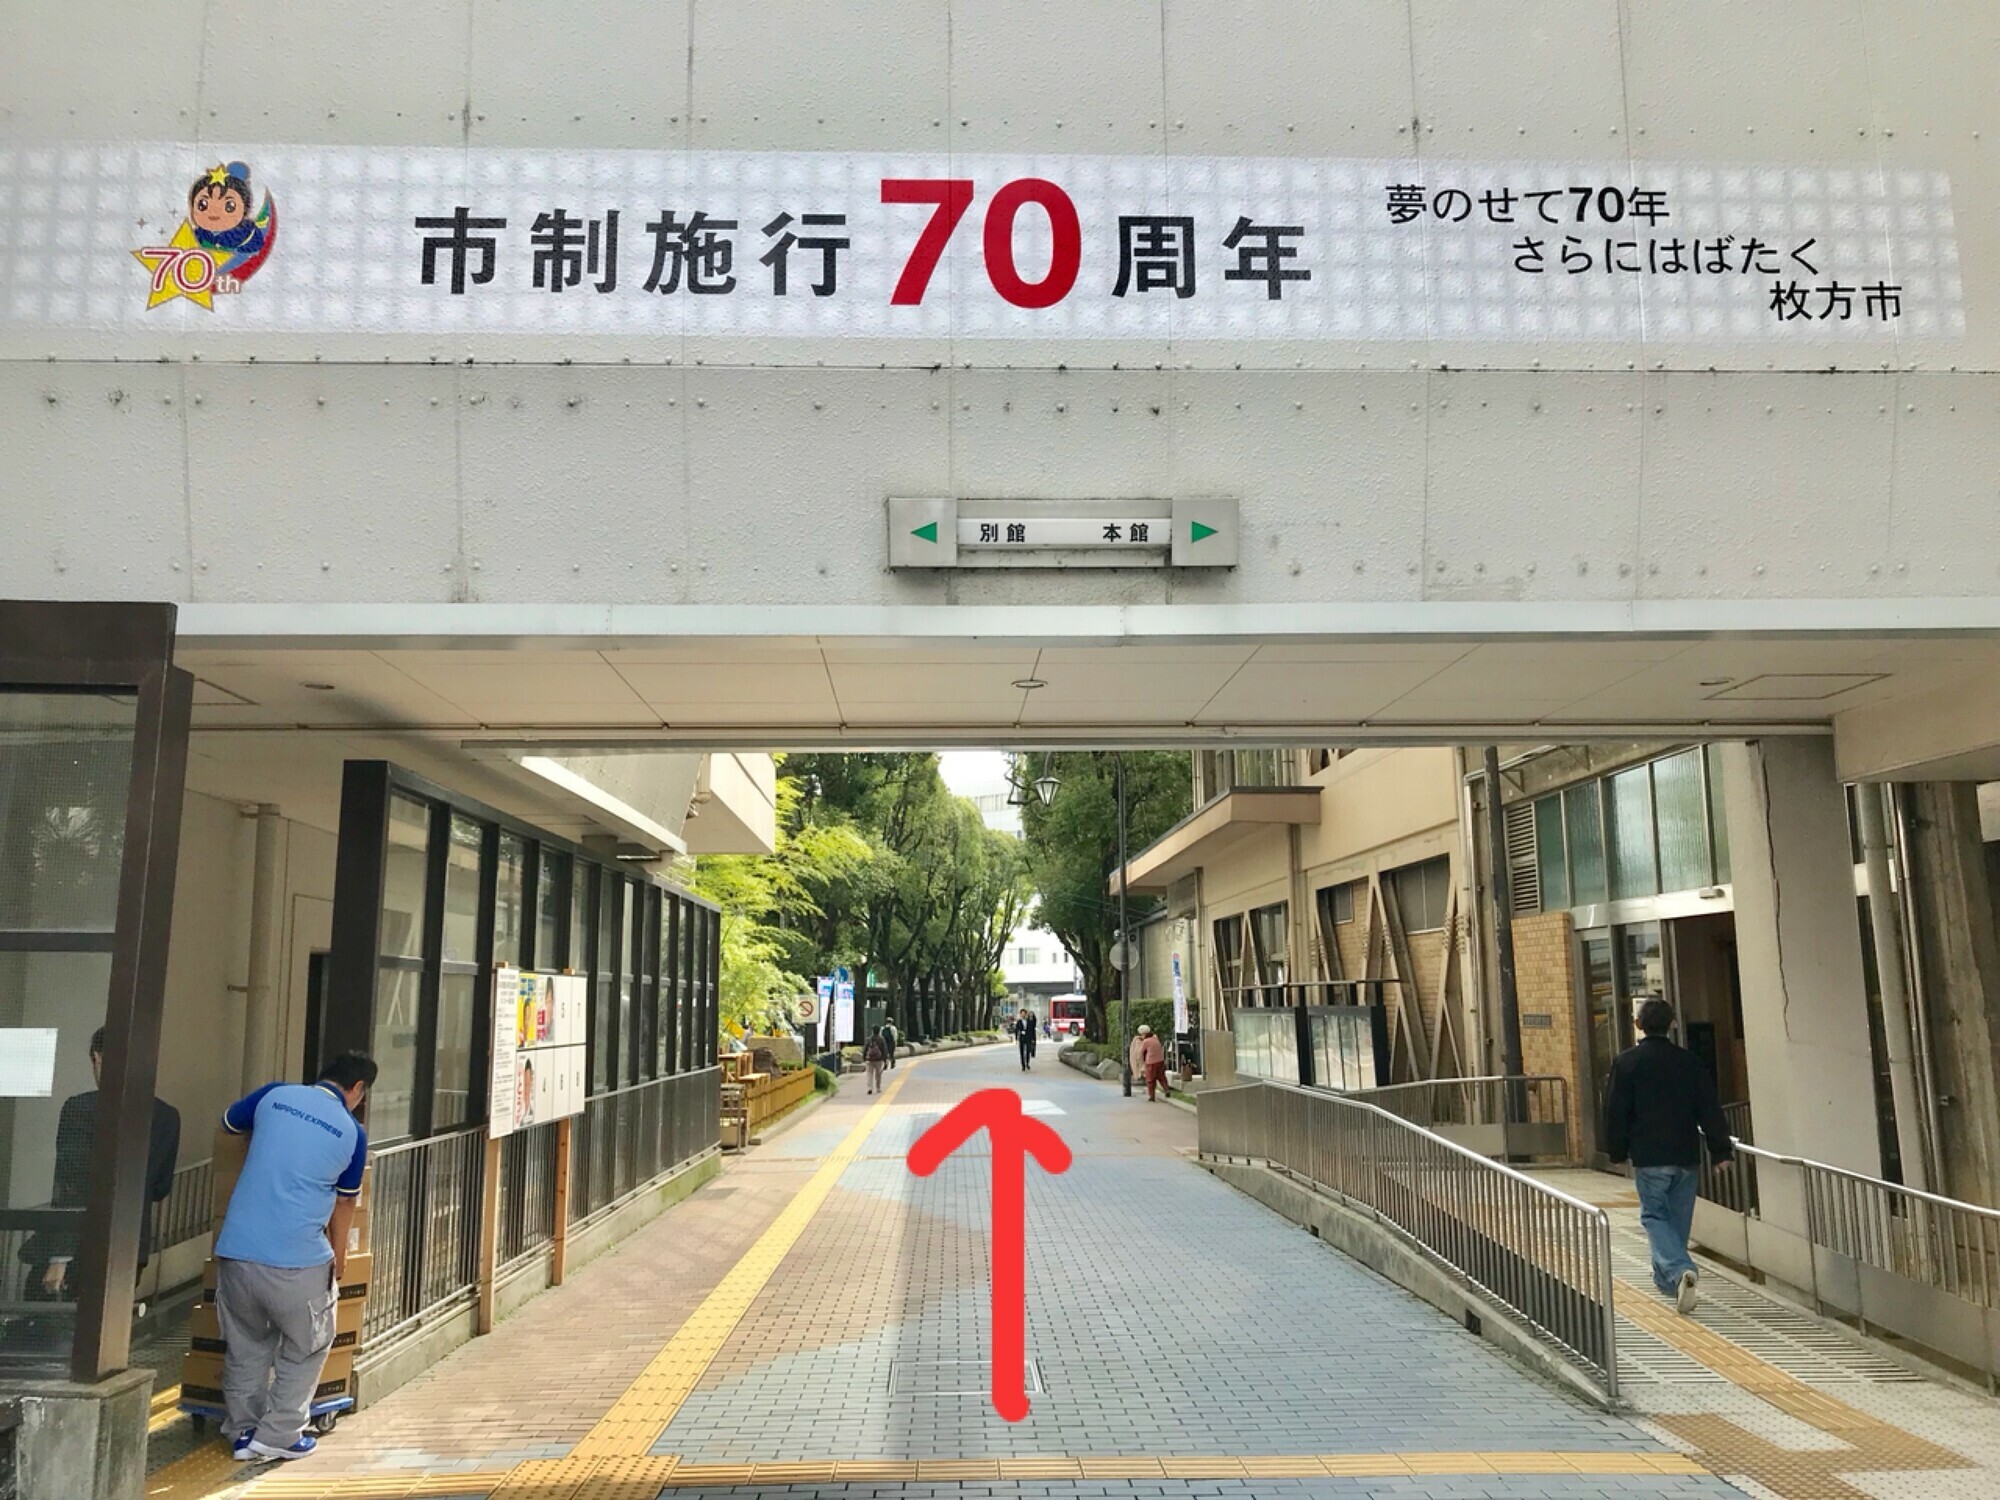 市制施行70周年
夢のせて70年
さらにはばたく
枚方市
70th
別館 本館
NIPPON EXPRESS